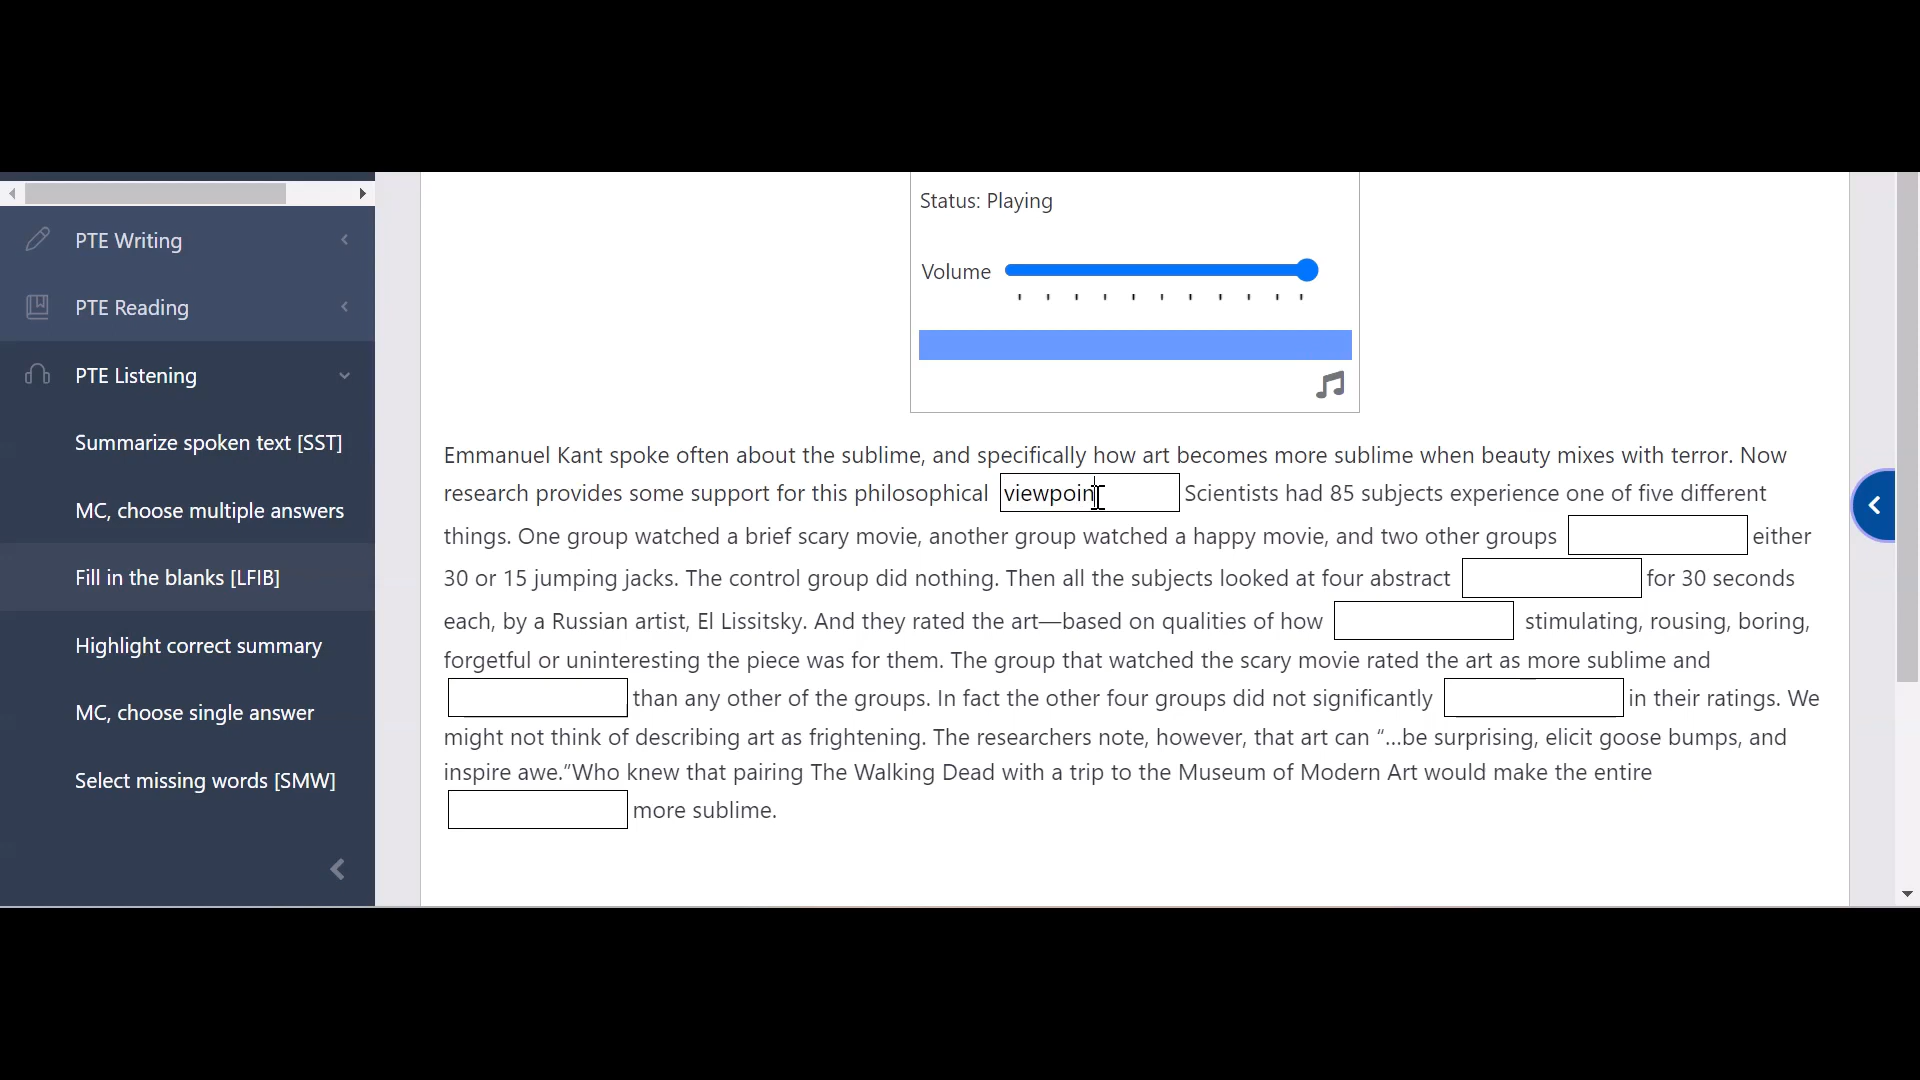 Status: Playing
Volume
PTE Writing
PTE Reading
PTE Listening
Summarize spoken text [SST]
MC, choose multiple answers
Fill in the blanks [LFIB]
Highlight correct summary
MC, choose single answer
Select missing words [SMW]
Emmanuel Kant spoke often about the sublime, and specifically how art becomes more sublime when beauty mixes with terror. Now
research provides some support for this philosophical viewpoin Scientists had 85 subjects experience one of five different
things. One group watched a brief scary movie, another group watched a happy movie, and two other groups either
30 or 15 jumping jacks. The control group did nothing. Then all the subjects looked at four abstract for 30 seconds
each, by a Russian artist, El Lissitsky. And they rated the art—based on qualities of how stimulating, rousing, boring,
forgetful or uninteresting the piece was for them. The group that watched the scary movie rated the art as more sublime and
than any other of the groups. In fact the other four groups did not significantly in their ratings. We
might not think of describing art as frightening. The researchers note, however, that art can “...be surprising, elicit goose bumps, and
inspire awe.”Who knew that pairing The Walking Dead with a trip to the Museum of Modern Art would make the entire
more sublime.